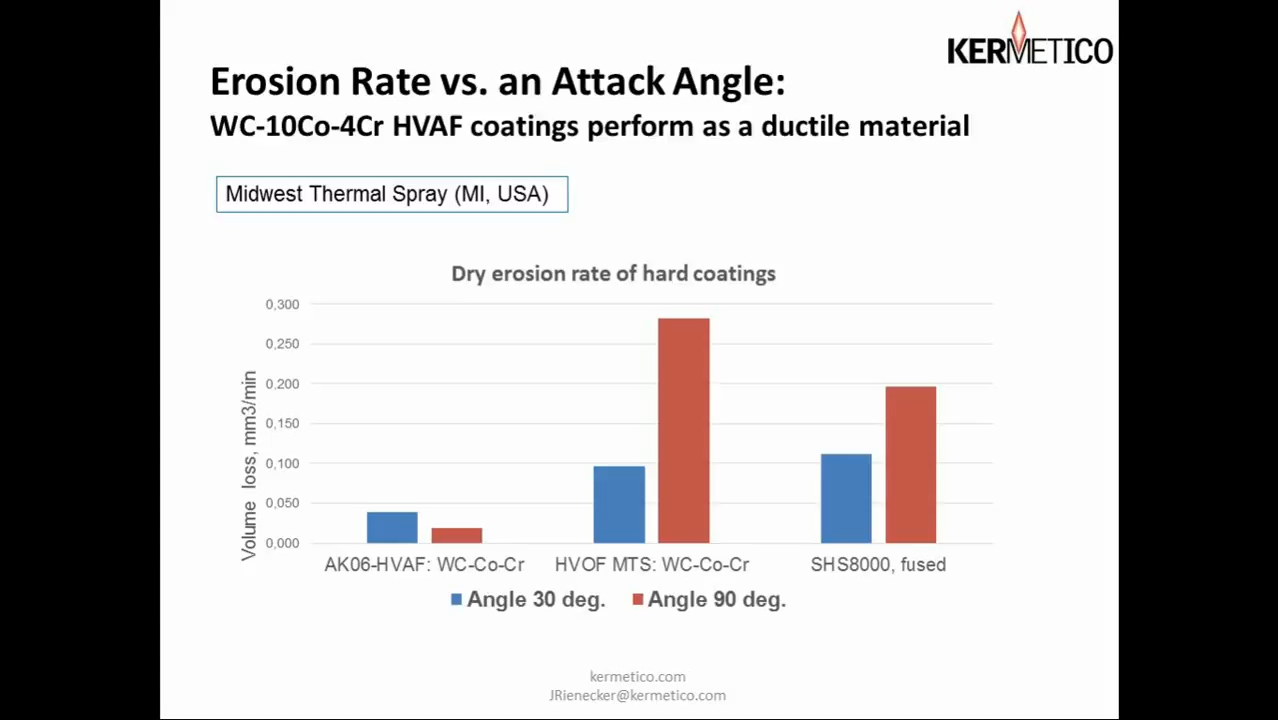 KERMETICO
Erosion Rate vs. an Attack Angle:
WC-10Co-4Cr HVAF coatings perform as a ductile material
Midwest Thermal Spray (MI, USA)
Dry erosion rate of hard coatings
Volume loss, mm3/min
0,300
0,250
0,200
0,150
0,100
0,050
0,000
AK06-HVAF: WC-Co-Cr HVOF MTS: WC-Co-Cr SHS8000, fused
Angle 30 deg. Angle 90 deg.
kermetico.com
JRienecker@kermetico.com